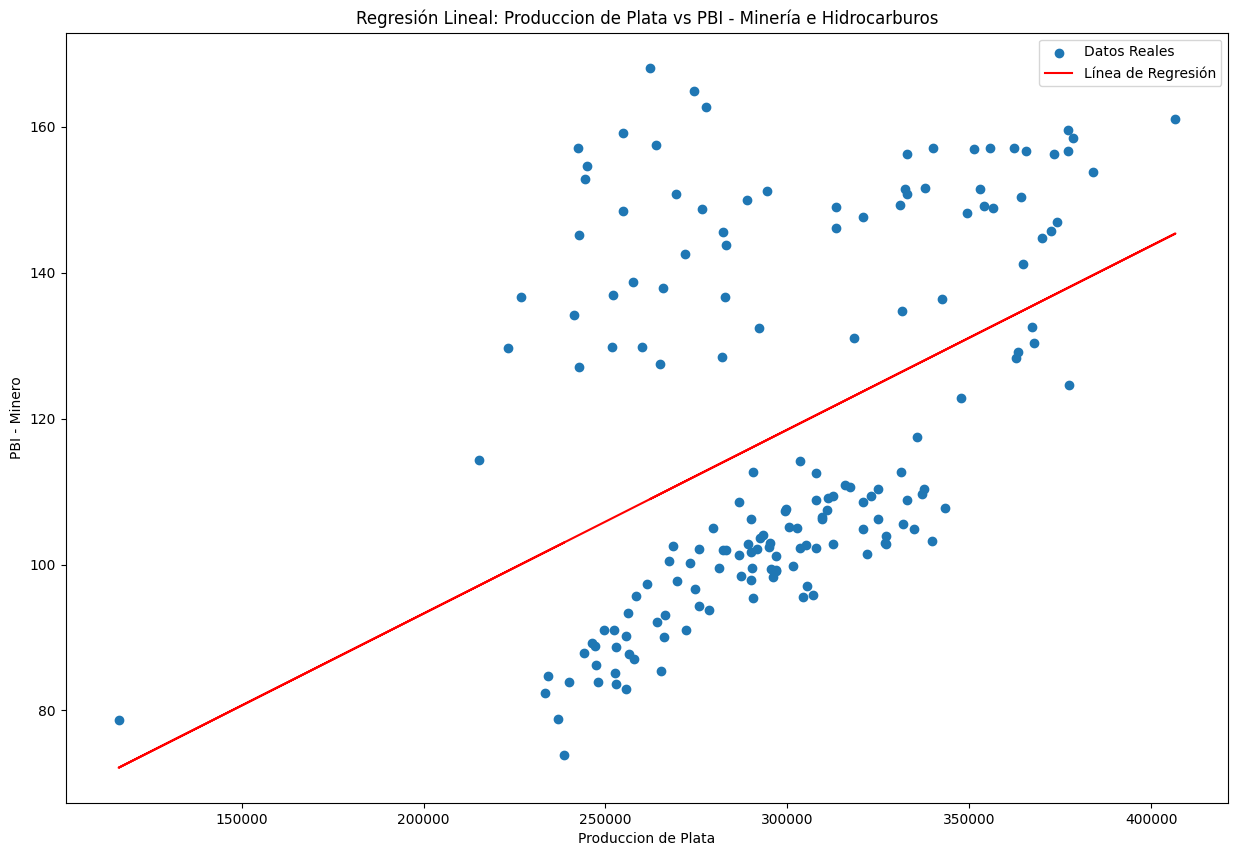 Regresión Lineal: Produccion de Plata vs PBI - Minería e Hidrocarburos
Datos Reales
Línea de Regresión
160
140
120
100
80
PBI - Minero
150000
200000
250000
300000
350000
400000
Produccion de Plata